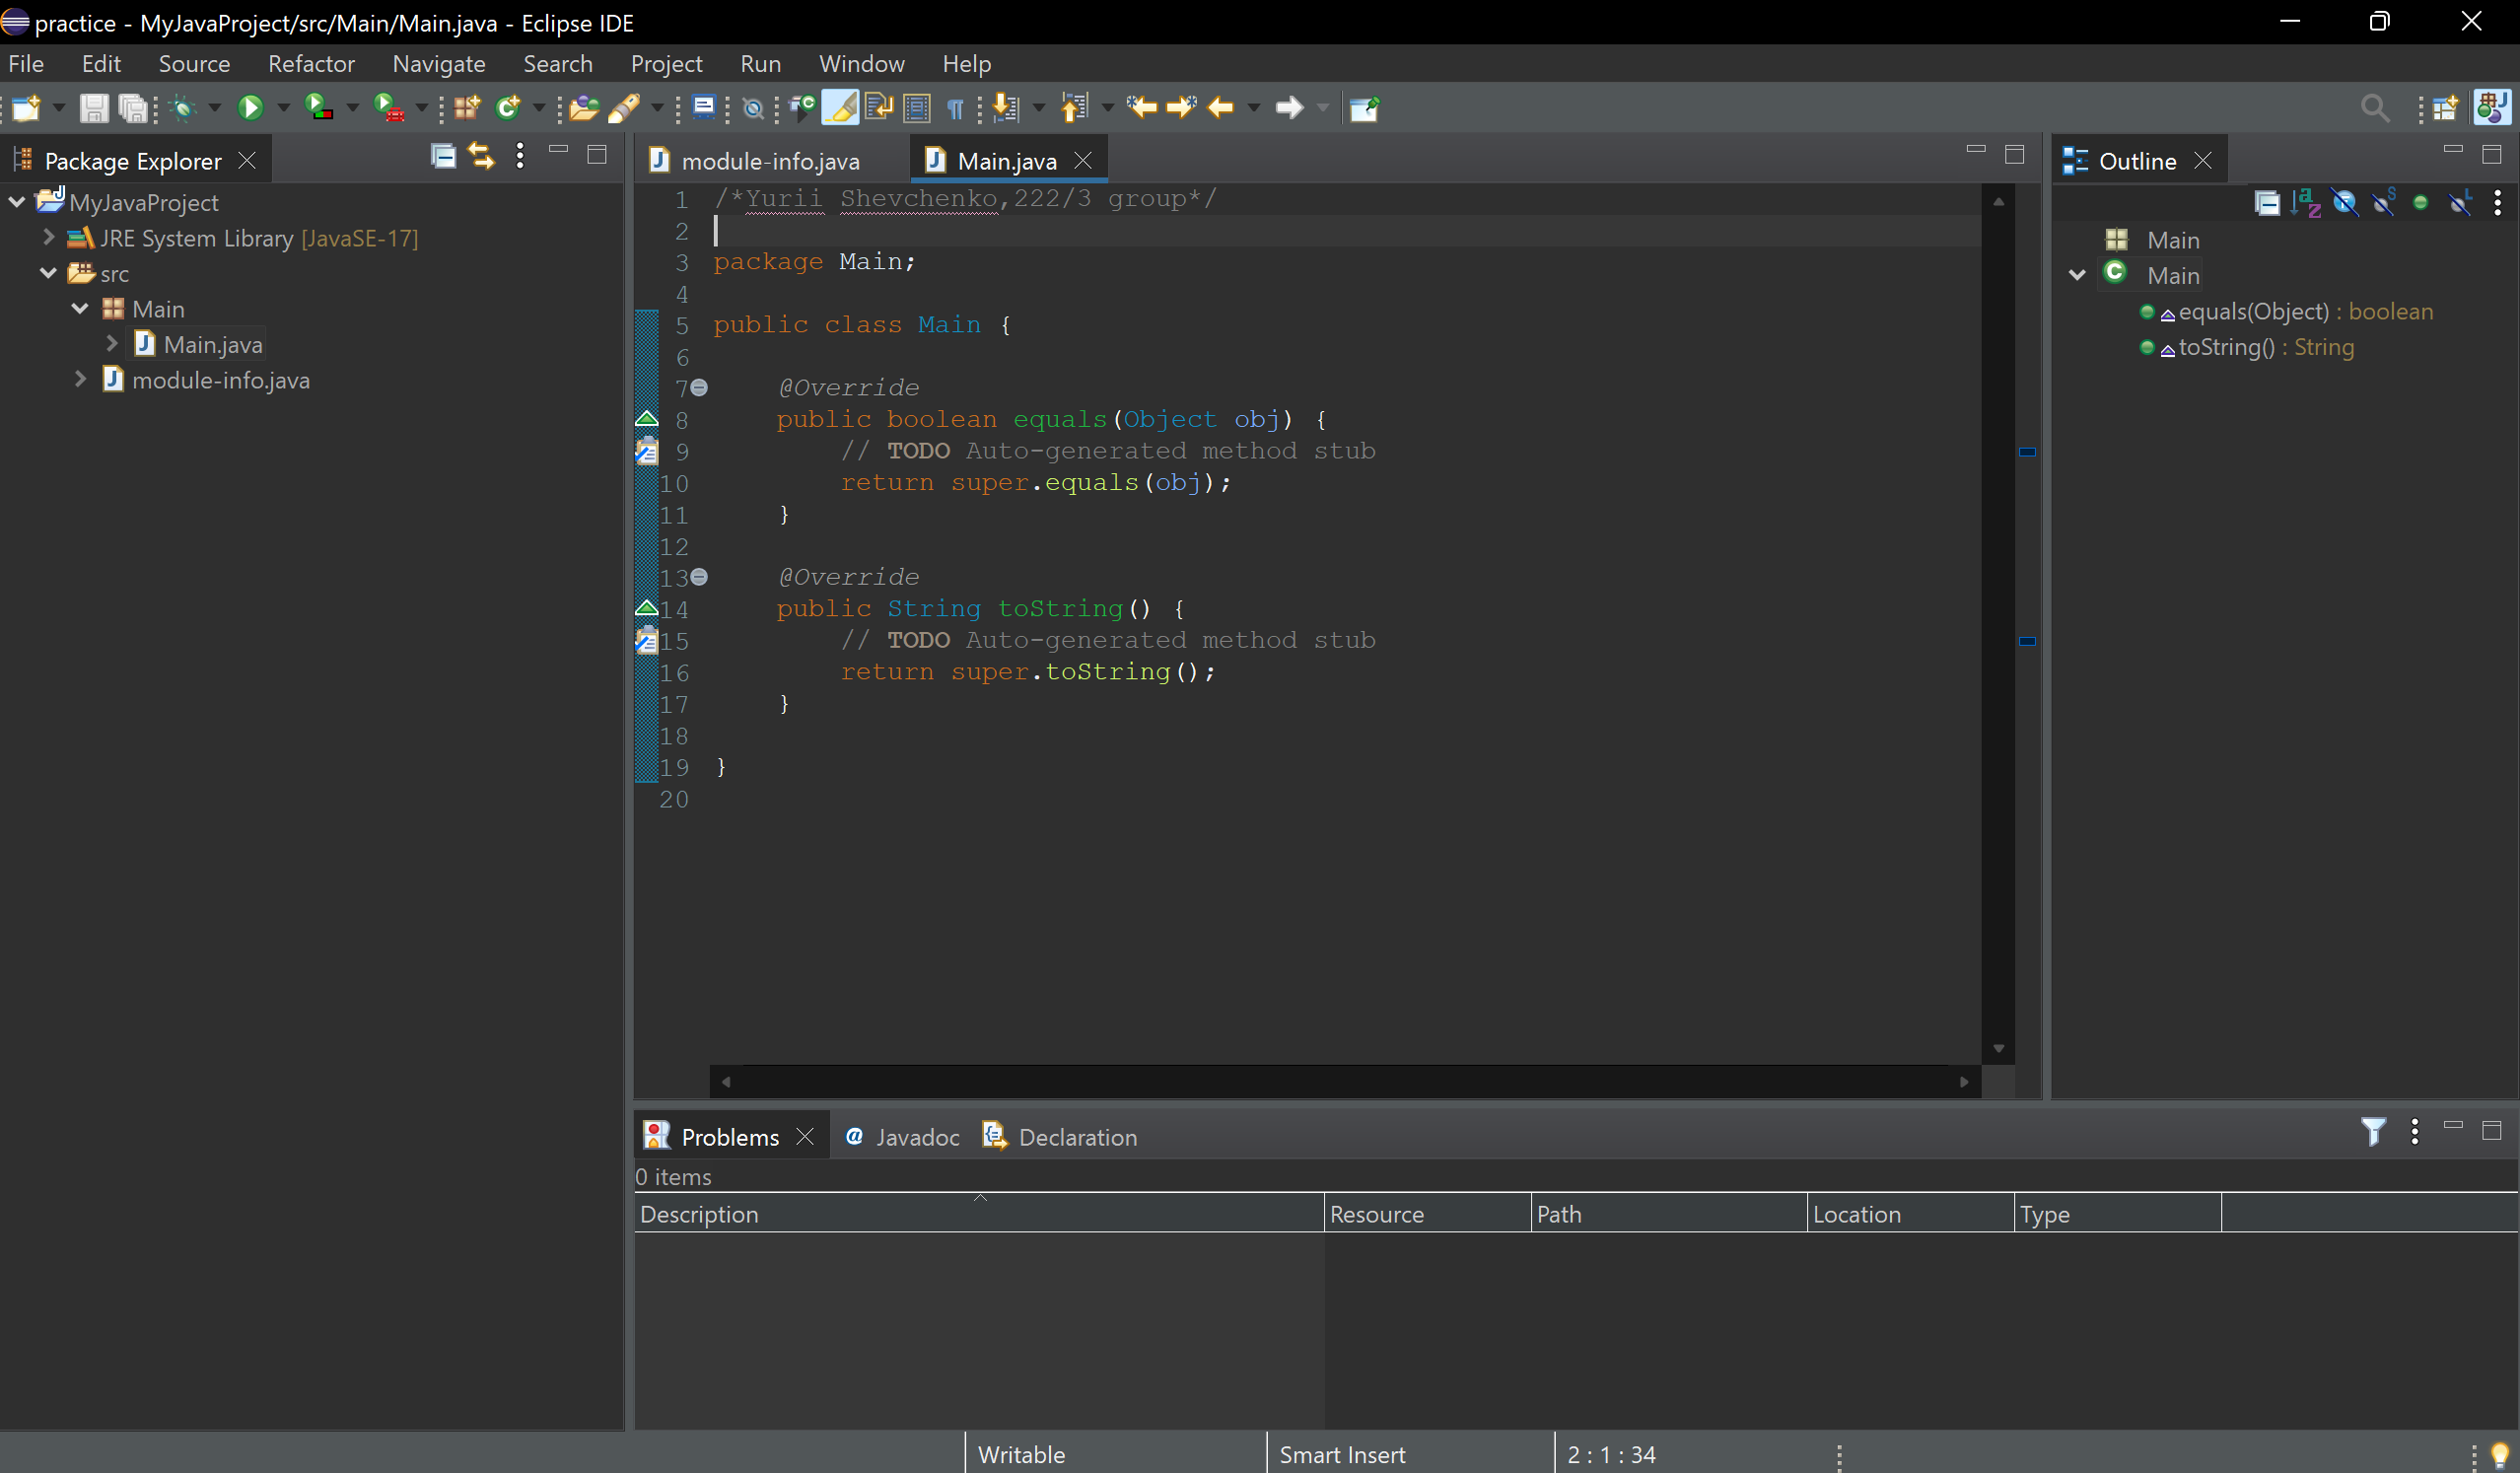 practice - MyJavaProject/src/Main/Main.java - Eclipse IDE
File Edit Source Refactor Navigate Search Project Run Window Help
Package Explorer
MyJavaProject
JRE System Library [JavaSE-17]
src
Main
Main.java
module-info.java
module-info.java Main.java
1 /*Yurii Shevchenko,222/3 group*/
2
3 package Main;
4
5 public class Main {
6
7 @Override
8 public boolean equals(Object obj) {
9 // TODO Auto-generated method stub
10 return super.equals(obj);
11 }
12
13 @Override
14 public String toString() {
15 // TODO Auto-generated method stub
16 return super.toString();
17 }
18
19 }
20
Outline
Main
Main
equals(Object) : boolean
toString() : String
Problems Javadoc Declaration
0 items
Description Resource Path Location Type
Writable Smart Insert 2 : 1 : 34